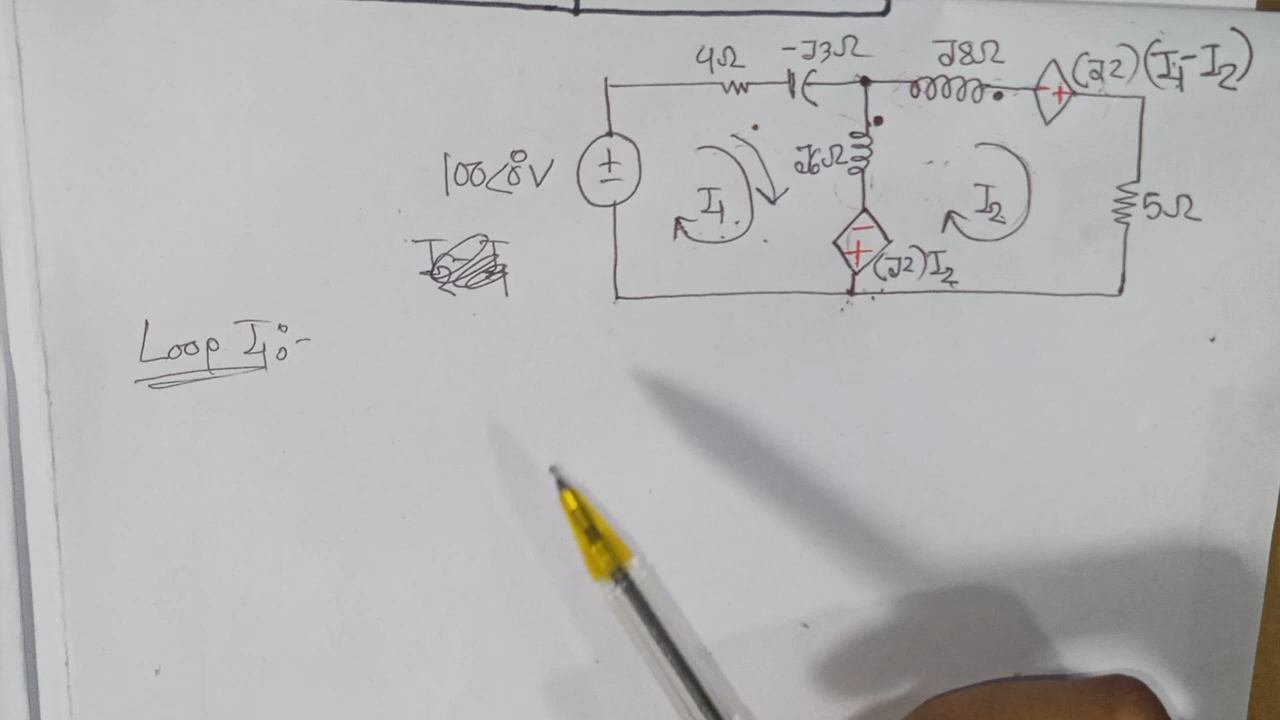 4Ω -J3Ω J8Ω (J2)(I1-I2)
100<0°V
+
-
I1
J6Ω
I2
5Ω
-
+
(J2)I2
+
Loop I1:-